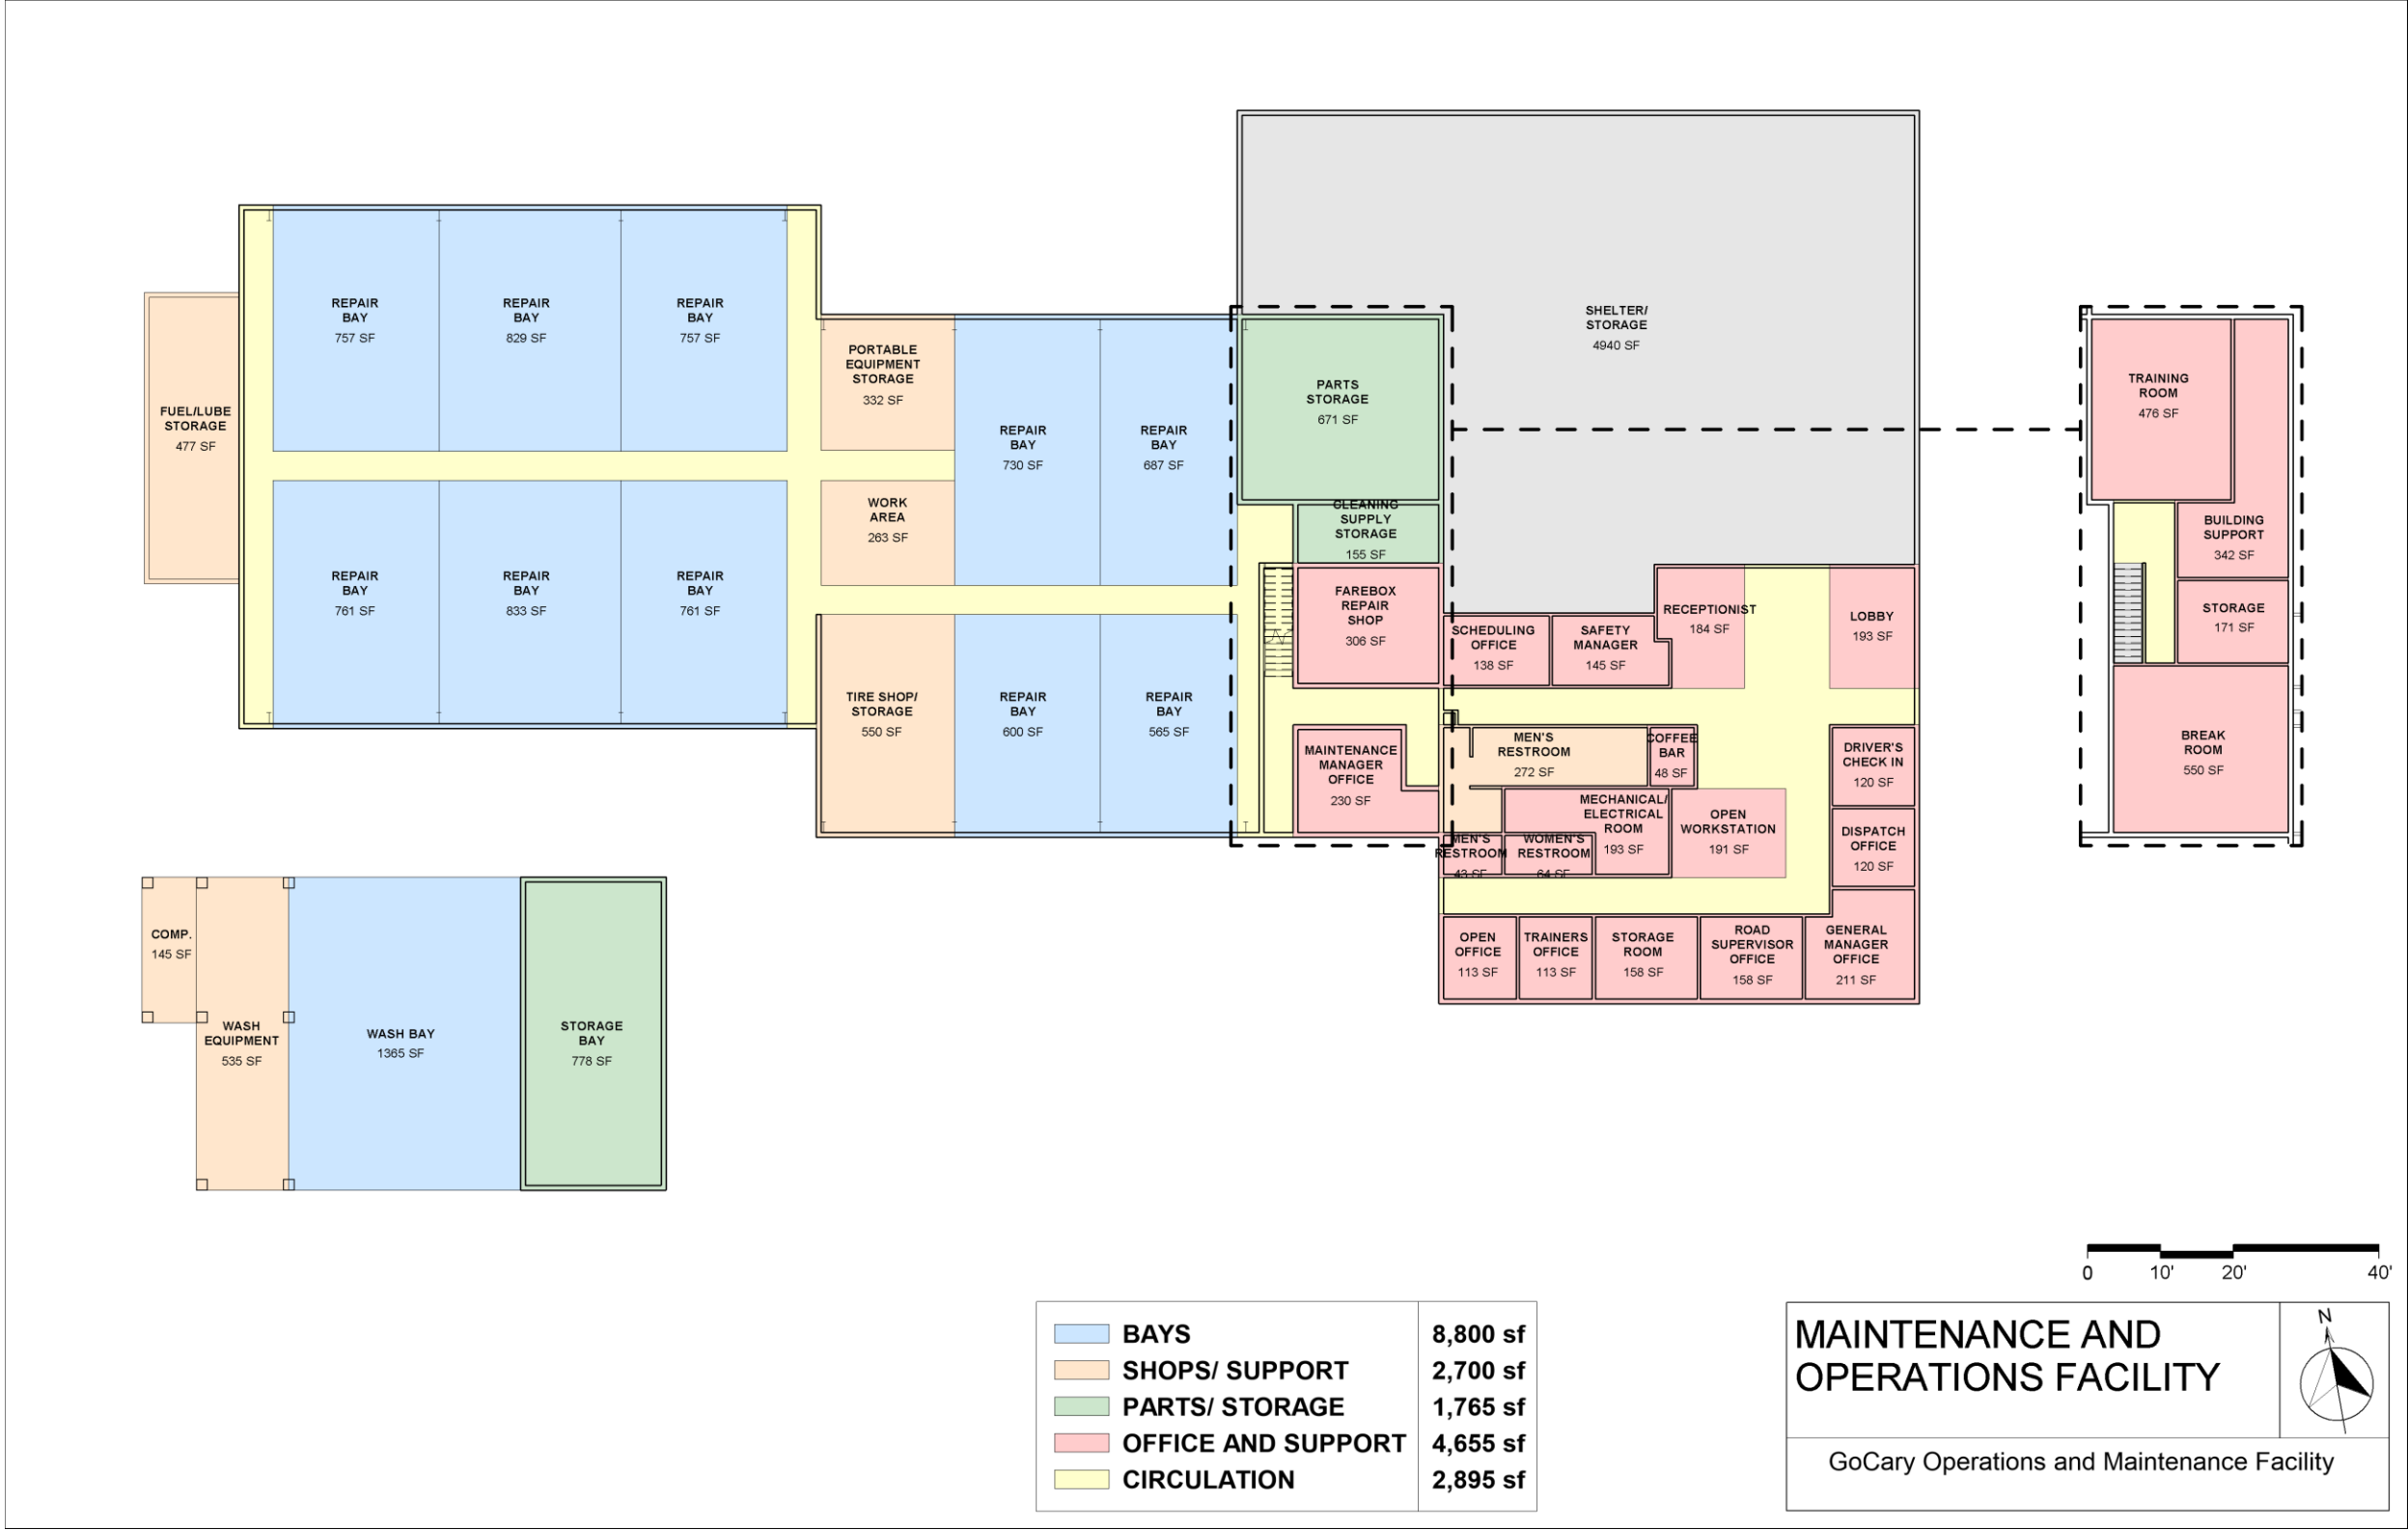 REPAIR
BAY
757 SF
REPAIR
BAY
829 SF
REPAIR
BAY
757 SF
FUEL/LUBE
STORAGE
477 SF
REPAIR
BAY
761 SF
REPAIR
BAY
833 SF
REPAIR
BAY
761 SF
PORTABLE
EQUIPMENT
STORAGE
332 SF
WORK
AREA
263 SF
TIRE SHOP/
STORAGE
550 SF
REPAIR
BAY
730 SF
REPAIR
BAY
687 SF
REPAIR
BAY
600 SF
REPAIR
BAY
565 SF
PARTS
STORAGE
671 SF
CLEANING
SUPPLY
STORAGE
155 SF
FAREBOX
REPAIR
SHOP
306 SF
MAINTENANCE
MANAGER
OFFICE
230 SF
SHELTER/
STORAGE
4940 SF
SCHEDULING
OFFICE
138 SF
SAFETY
MANAGER
145 SF
RECEPTIONIST
184 SF
LOBBY
193 SF
MEN'S
RESTROOM
272 SF
COFFEE
BAR
48 SF
MECHANICAL/
ELECTRICAL
ROOM
193 SF
OPEN
WORKSTATION
191 SF
MEN'S
RESTROOM
43 SF
WOMEN'S
RESTROOM
64 SF
DRIVER'S
CHECK IN
120 SF
DISPATCH
OFFICE
120 SF
OPEN
OFFICE
113 SF
TRAINERS
OFFICE
113 SF
STORAGE
ROOM
158 SF
ROAD
SUPERVISOR
OFFICE
158 SF
GENERAL
MANAGER
OFFICE
211 SF
TRAINING
ROOM
476 SF
BUILDING
SUPPORT
342 SF
STORAGE
171 SF
BREAK
ROOM
550 SF
COMP.
145 SF
WASH
EQUIPMENT
535 SF
WASH BAY
1365 SF
STORAGE
BAY
778 SF
0 10' 20' 40'
BAYS 8,800 sf
SHOPS/ SUPPORT 2,700 sf
PARTS/ STORAGE 1,765 sf
OFFICE AND SUPPORT 4,655 sf
CIRCULATION 2,895 sf
MAINTENANCE AND
OPERATIONS FACILITY
N
GoCary Operations and Maintenance Facility